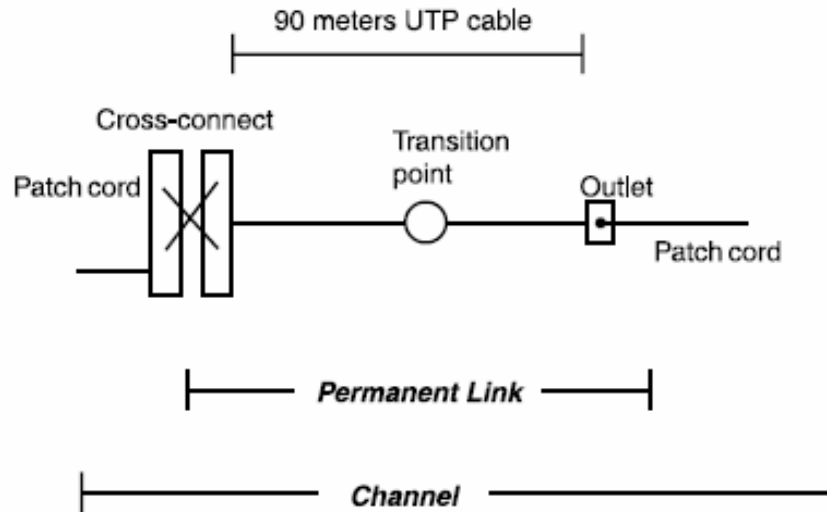 90 meters UTP cable
Cross-connect
Transition
point
Patch cord
Outlet
Patch cord
Permanent Link
Channel